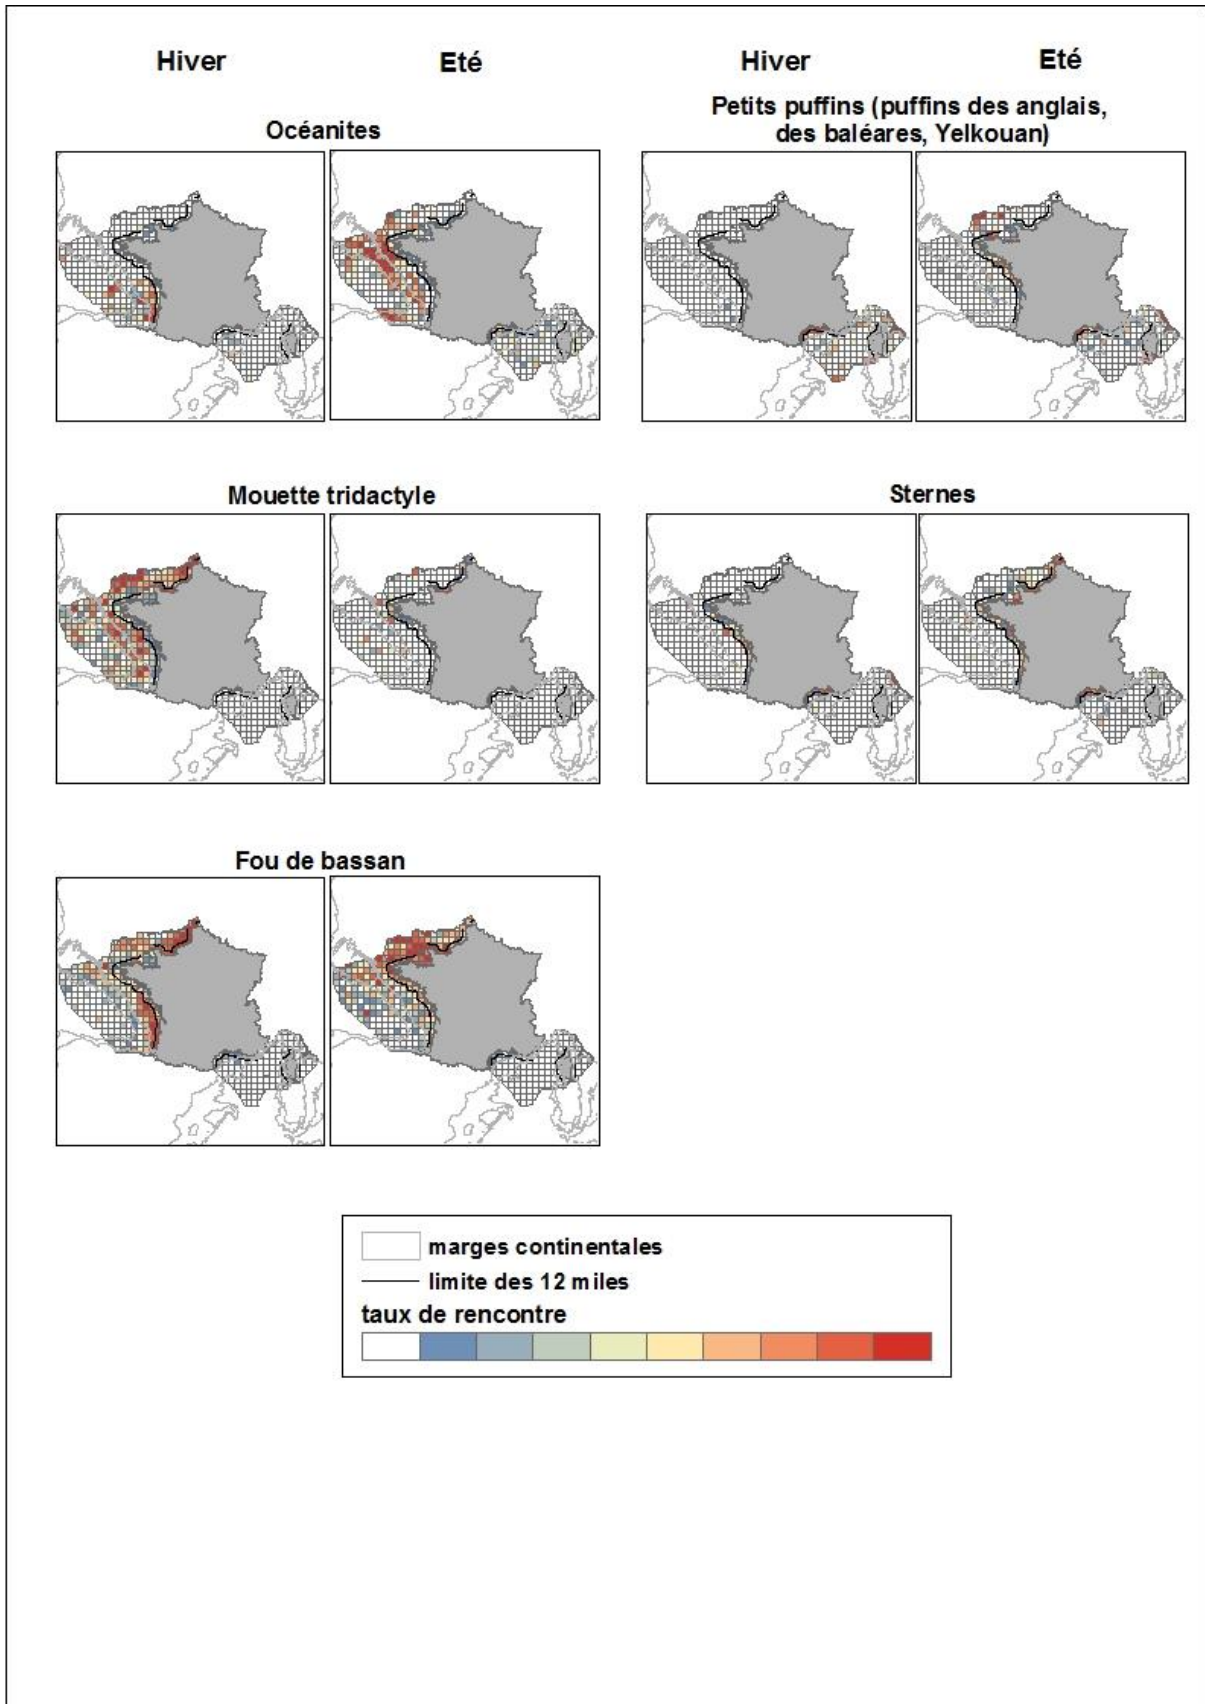 Hiver
Eté
Hiver
Eté
Océanites
Petits puffins (puffins des anglais,
des baléares, Yelkouan)
Mouette tridactyle
Sternes
Fou de bassan
marges continentales
limite des 12 miles
taux de rencontre